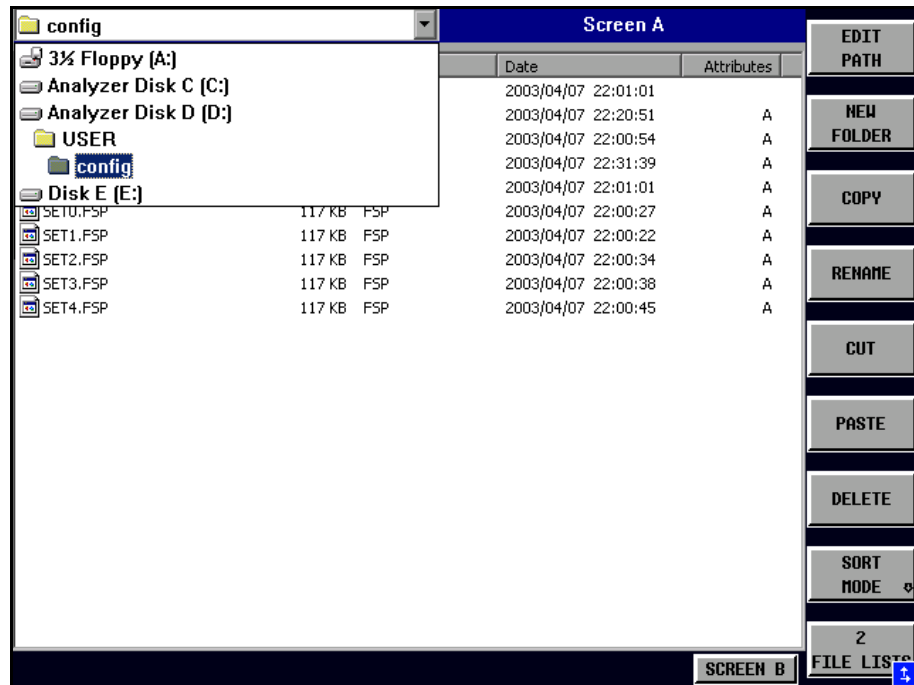 config
Screen A
3½ Floppy (A:)
Analyzer Disk C (C:)
Analyzer Disk D (D:)
USER
config
Disk E (E:)
Date Attributes
2003/04/07 22:01:01
2003/04/07 22:20:51 A
2003/04/07 22:00:54 A
2003/04/07 22:31:39 A
2003/04/07 22:01:01 A
SET0.FSP 117 KB FSP 2003/04/07 22:00:27 A
SET1.FSP 117 KB FSP 2003/04/07 22:00:22 A
SET2.FSP 117 KB FSP 2003/04/07 22:00:34 A
SET3.FSP 117 KB FSP 2003/04/07 22:00:38 A
SET4.FSP 117 KB FSP 2003/04/07 22:00:45 A
SCREEN B
EDIT
PATH
NEW
FOLDER
COPY
RENAME
CUT
PASTE
DELETE
SORT
MODE
2
FILE LISTS